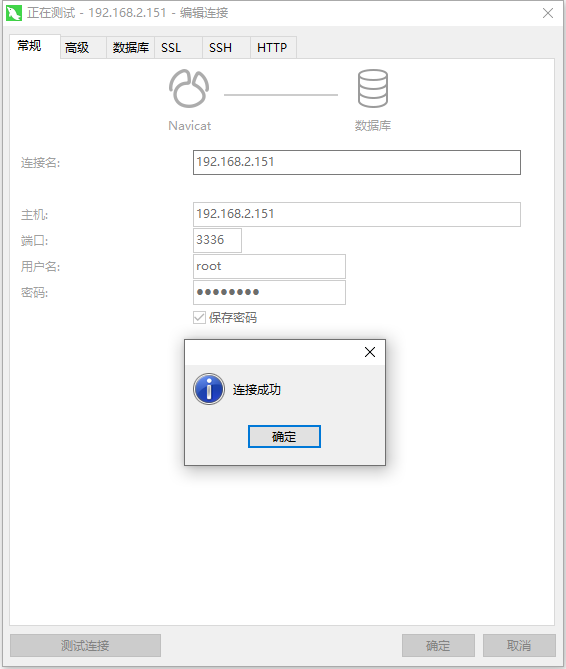 正在测试 - 192.168.2.151 - 编辑连接
常规 高级 数据库 SSL SSH HTTP
Navicat 数据库
连接名: 192.168.2.151
主机: 192.168.2.151
端口: 3336
用户名: root
密码: ●●●●●●●●
保存密码
连接成功
确定
测试连接 确定 取消